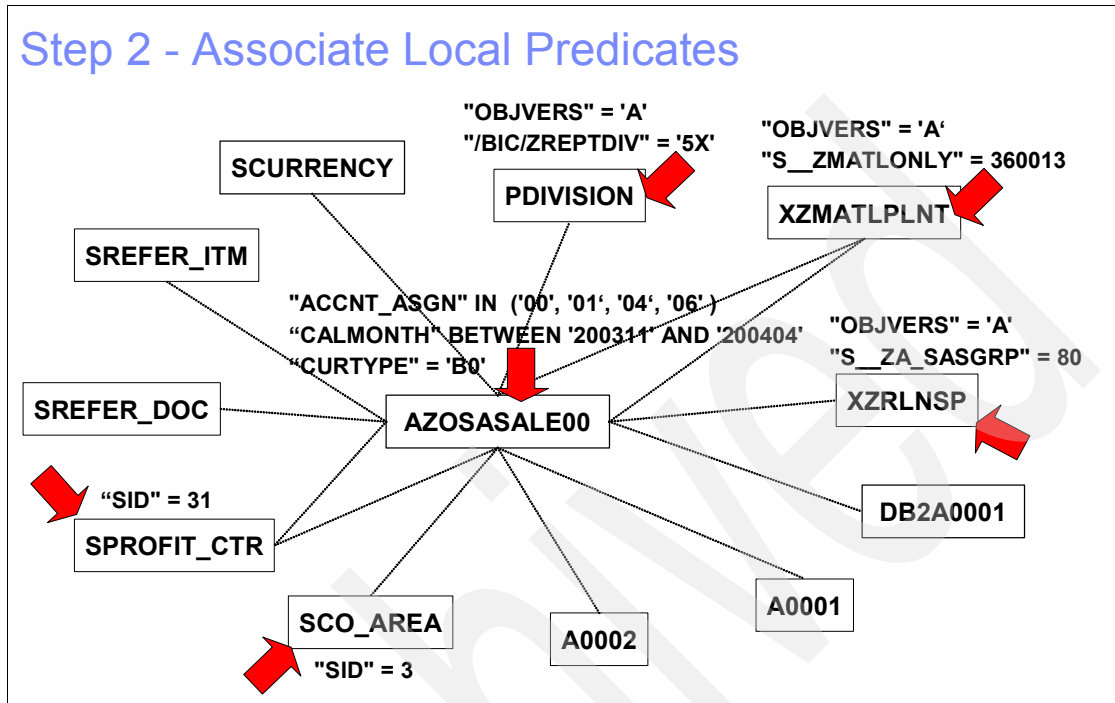 Step 2 - Associate Local Predicates
"OBJVERS" = 'A'
"/BIC/ZREPTDIV" = '5X'
"OBJVERS" = 'A‘
"S__ZMATLONLY" = 360013
SCURRENCY
PDIVISION
XZMATLPLNT
SREFER_ITM
"ACCNT_ASGN" IN ('00', '01‘, '04‘, '06' )
“CALMONTH" BETWEEN '200311' AND '200404'
“CURTYPE" = 'B0'
"OBJVERS" = 'A'
"S__ZA_SASGRP" = 80
SREFER_DOC
AZOSASALE00
XZRLNSP
“SID" = 31
SPROFIT_CTR
DB2A0001
SCO_AREA
A0002
A0001
"SID" = 3